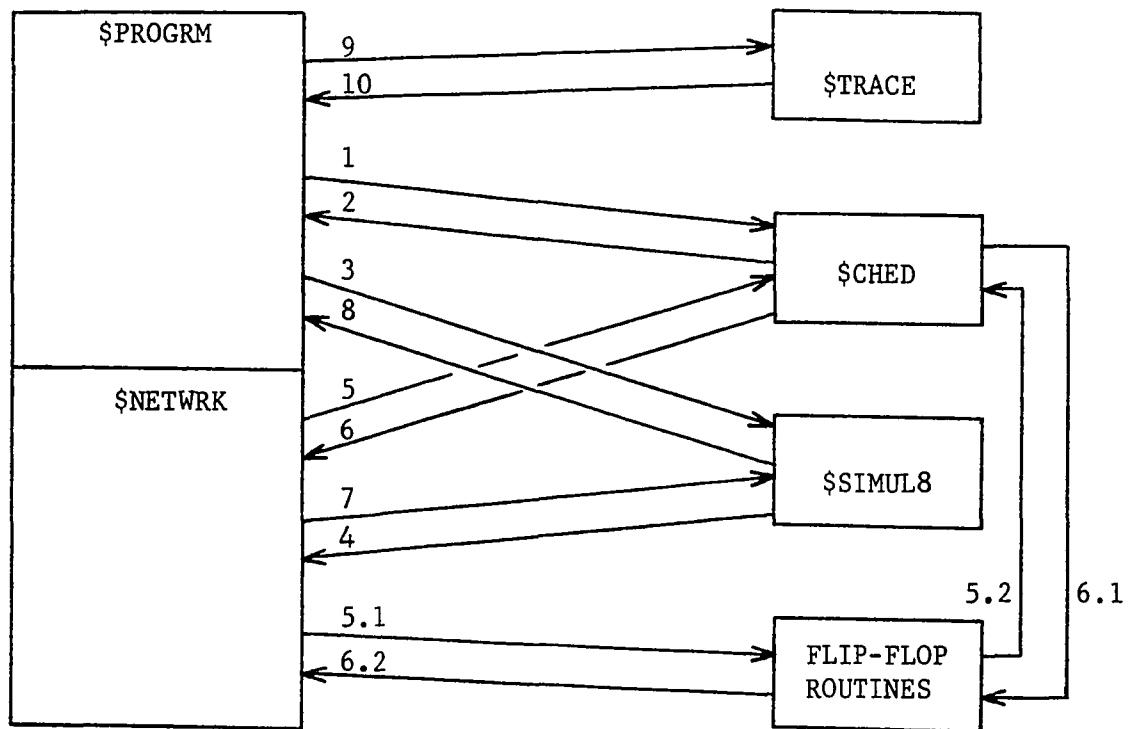 $PROGRM
9
10
$TRACE
1
2
3
8
$CHED
$NETWRK
5
6
7
4
$SIMUL8
5.1
6.2
5.2
6.1
FLIP-FLOP
ROUTINES